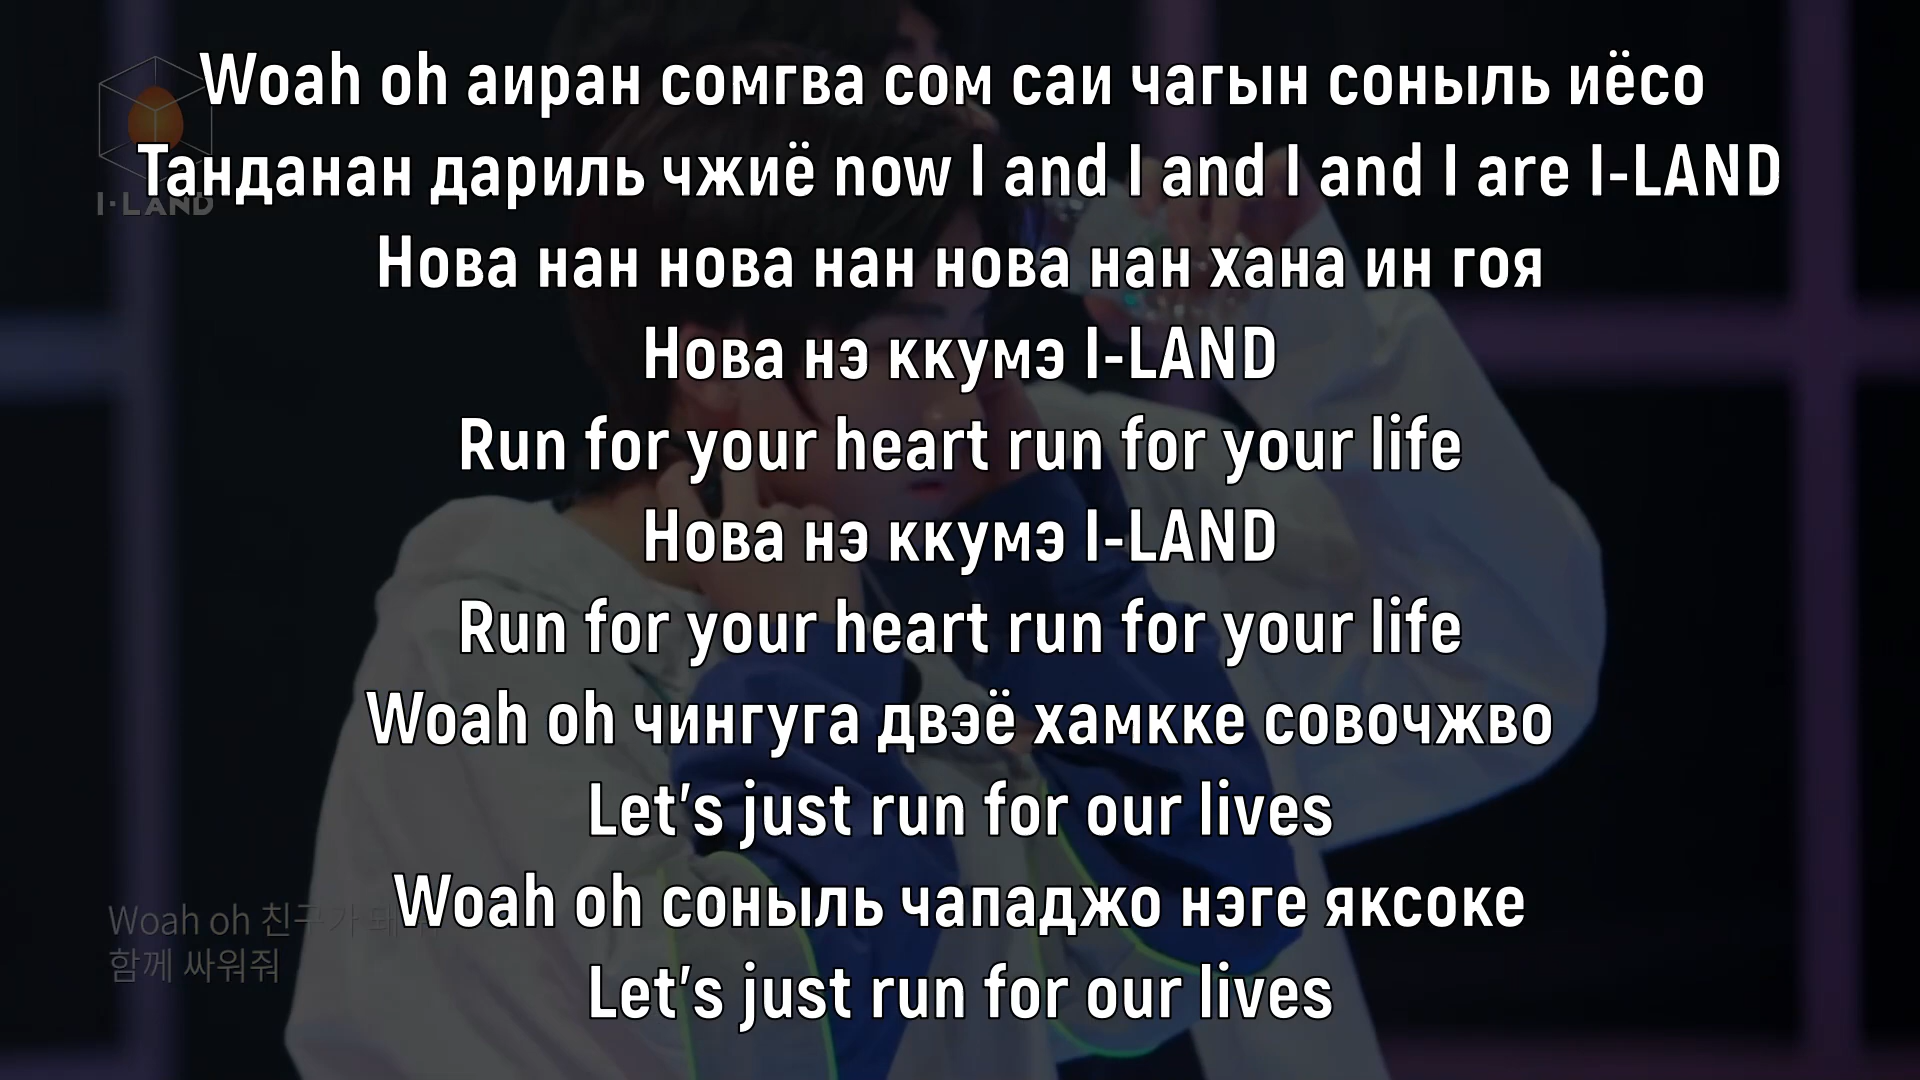 Woah oh аиран сомгва сом саи чагын соныль иёсо
Танданан дариль чжиё now I and I and I and I are I-LAND
I·LAND
Нова нан нова нан нова нан хана ин гоя
Нова нэ ккумэ I-LAND
Run for your heart run for your life
Нова нэ ккумэ I-LAND
Run for your heart run for your life
Woah oh чингуга двэё хамкке совочжво
Let's just run for our lives
Woah oh соныль чападжо нэге яксоке
Woah oh 친구가 돼
함께 싸워줘
Let's just run for our lives